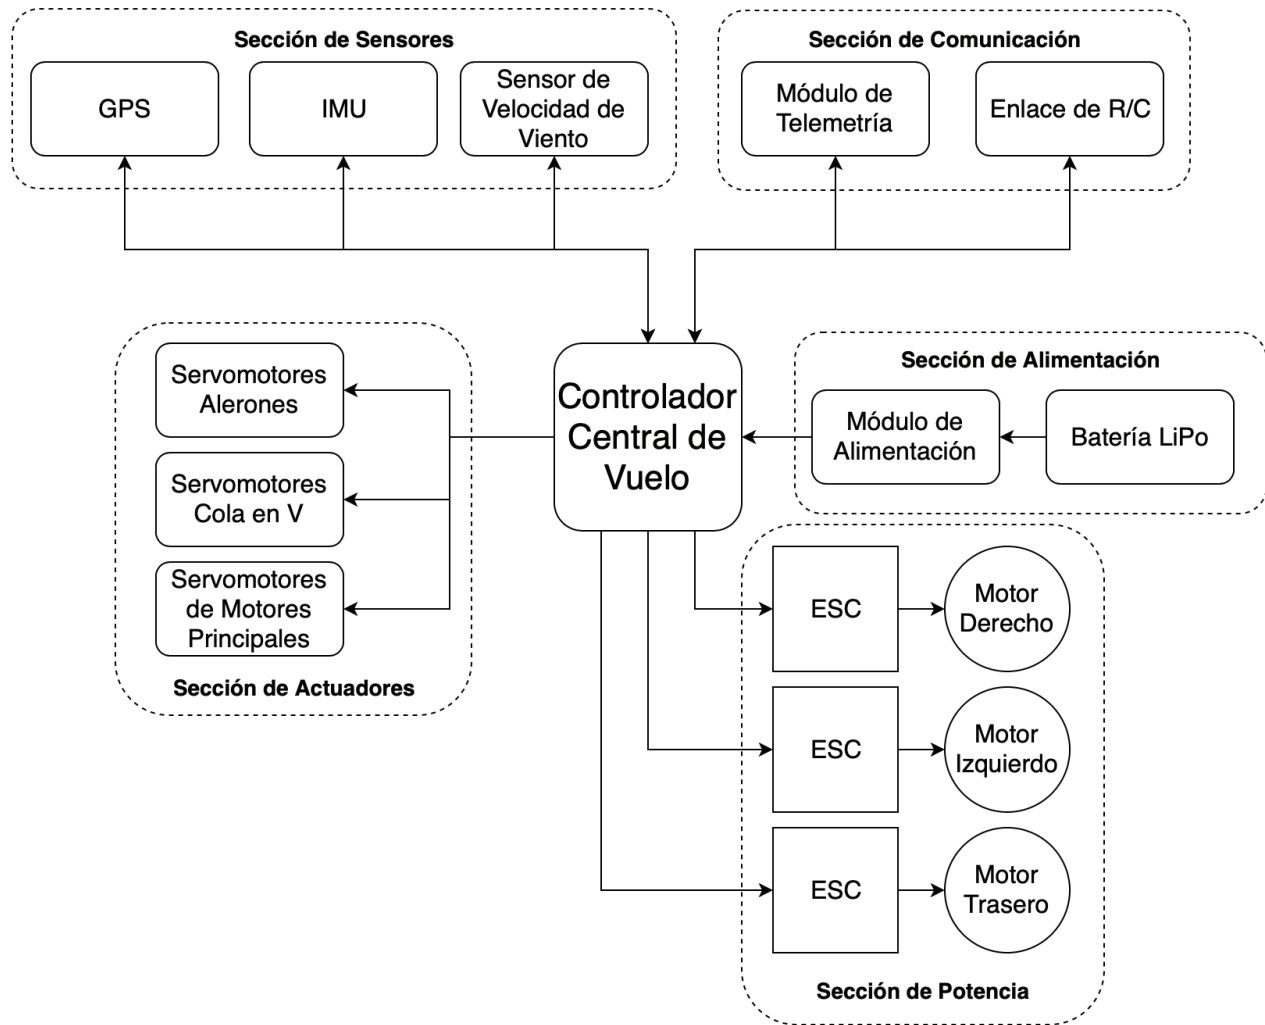 Sección de Sensores
GPS
IMU
Sensor de
Velocidad de
Viento
Sección de Comunicación
Módulo de
Telemetría
Enlace de R/C
Servomotores
Alerones
Servomotores
Cola en V
Servomotores
de Motores
Principales
Sección de Actuadores
Controlador
Central de
Vuelo
Sección de Alimentación
Módulo de
Alimentación
Batería LiPo
ESC
Motor
Derecho
ESC
Motor
Izquierdo
ESC
Motor
Trasero
Sección de Potencia